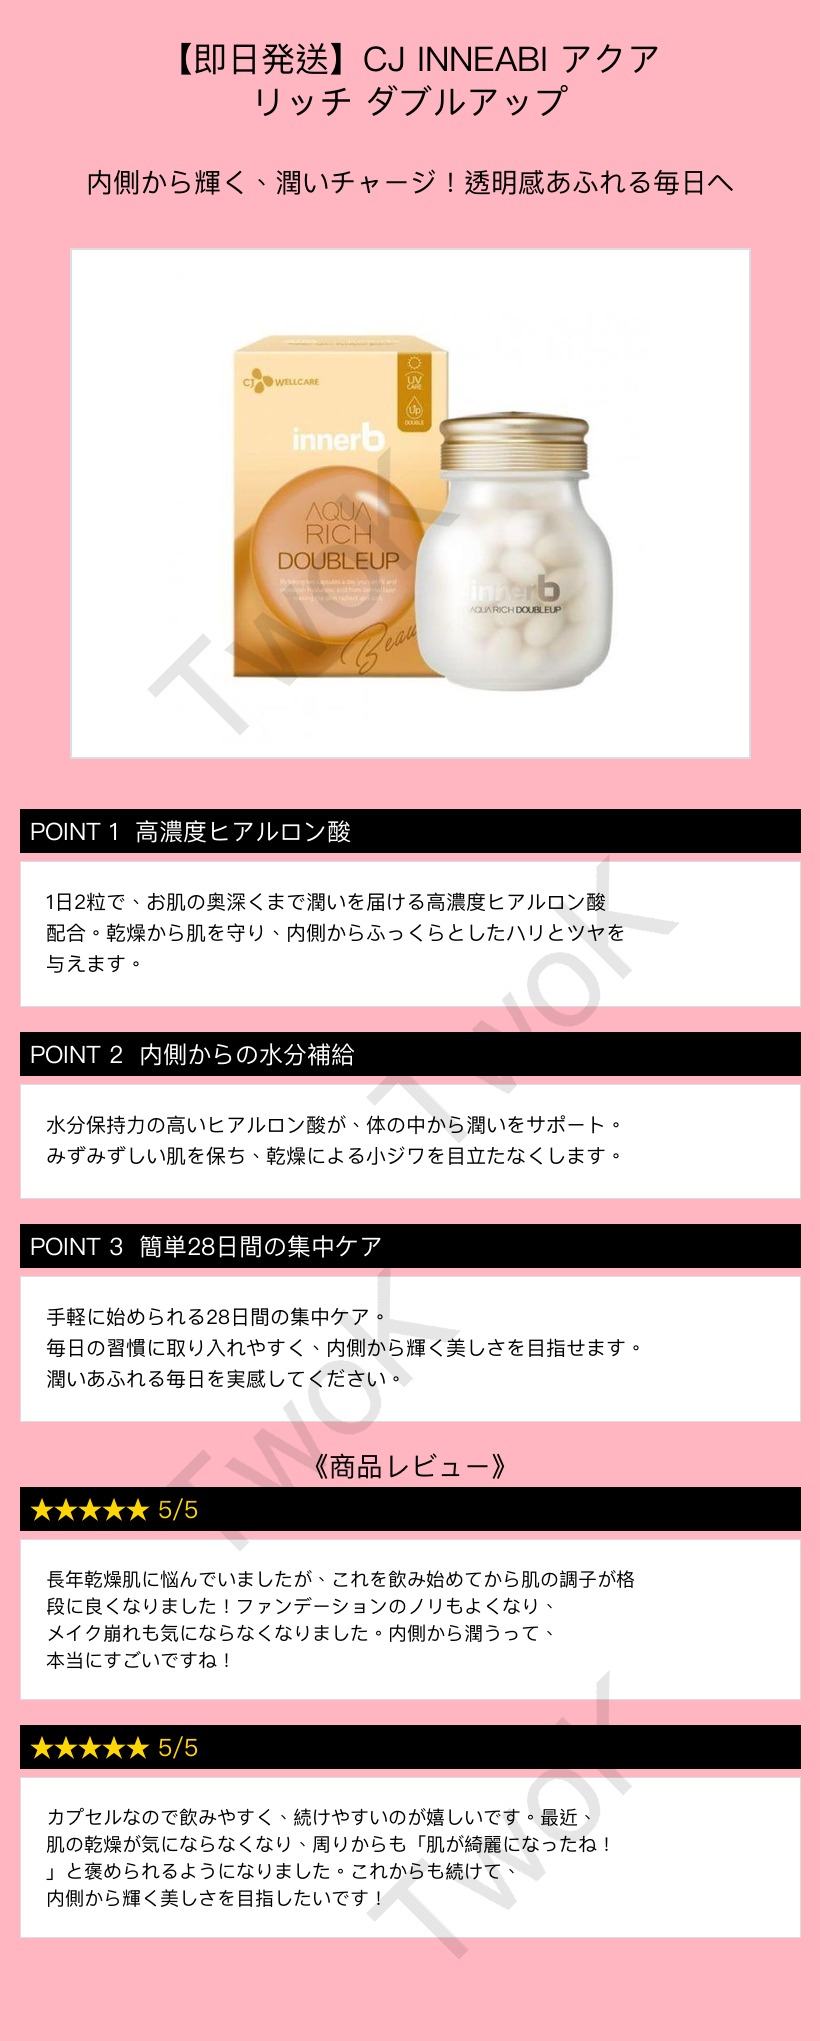 【即日発送】CJ INNEABI アクア
リッチ ダブルアップ
内側から輝く、潤いチャージ！透明感あふれる毎日へ
CJ WELLCARE
UV
CARE
Up
DOUBLE
innerb
AQUA
RICH
DOUBLEUP
Beau
innerb
AQUA RICH DOUBLEUP
TwoK
POINT 1 高濃度ヒアルロン酸
1日2粒で、お肌の奥深くまで潤いを届ける高濃度ヒアルロン酸
配合。乾燥から肌を守り、内側からふっくらとしたハリとツヤを
与えます。
TwoK
POINT 2 内側からの水分補給
水分保持力の高いヒアルロン酸が、体の中から潤いをサポート。
みずみずしい肌を保ち、乾燥による小ジワを目立たなくします。
POINT 3 簡単28日間の集中ケア
手軽に始められる28日間の集中ケア。
毎日の習慣に取り入れやすく、内側から輝く美しさを目指せます。
潤いあふれる毎日を実感してください。
TwoK
《商品レビュー》
★★★★★ 5/5
長年乾燥肌に悩んでいましたが、これを飲み始めてから肌の調子が格
段に良くなりました！ファンデーションのノリもよくなり、
メイク崩れも気にならなくなりました。内側から潤うって、
本当にすごいですね！
★★★★★ 5/5
カプセルなので飲みやすく、続けやすいのが嬉しいです。最近、
肌の乾燥が気にならなくなり、周りからも「肌が綺麗になったね！
」と褒められるようになりました。これからも続けて、
内側から輝く美しさを目指したいです！
TwoK